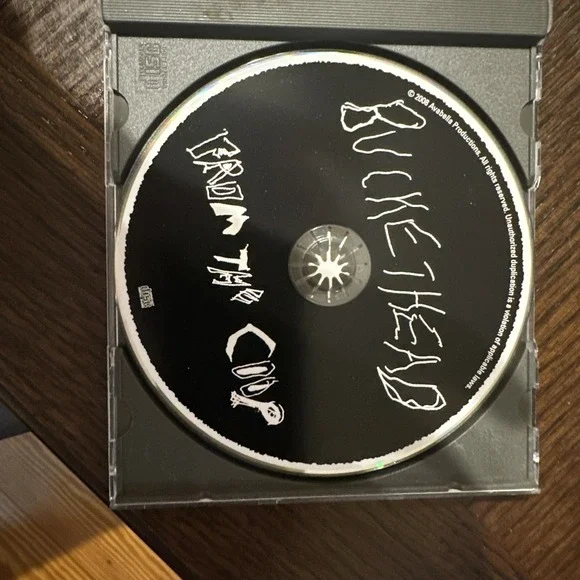 © 2008 Avabella Productions. All rights reserved. Unauthorized duplication is a violation of applicable laws.
BUCKETHEAD
FROM THE COOP